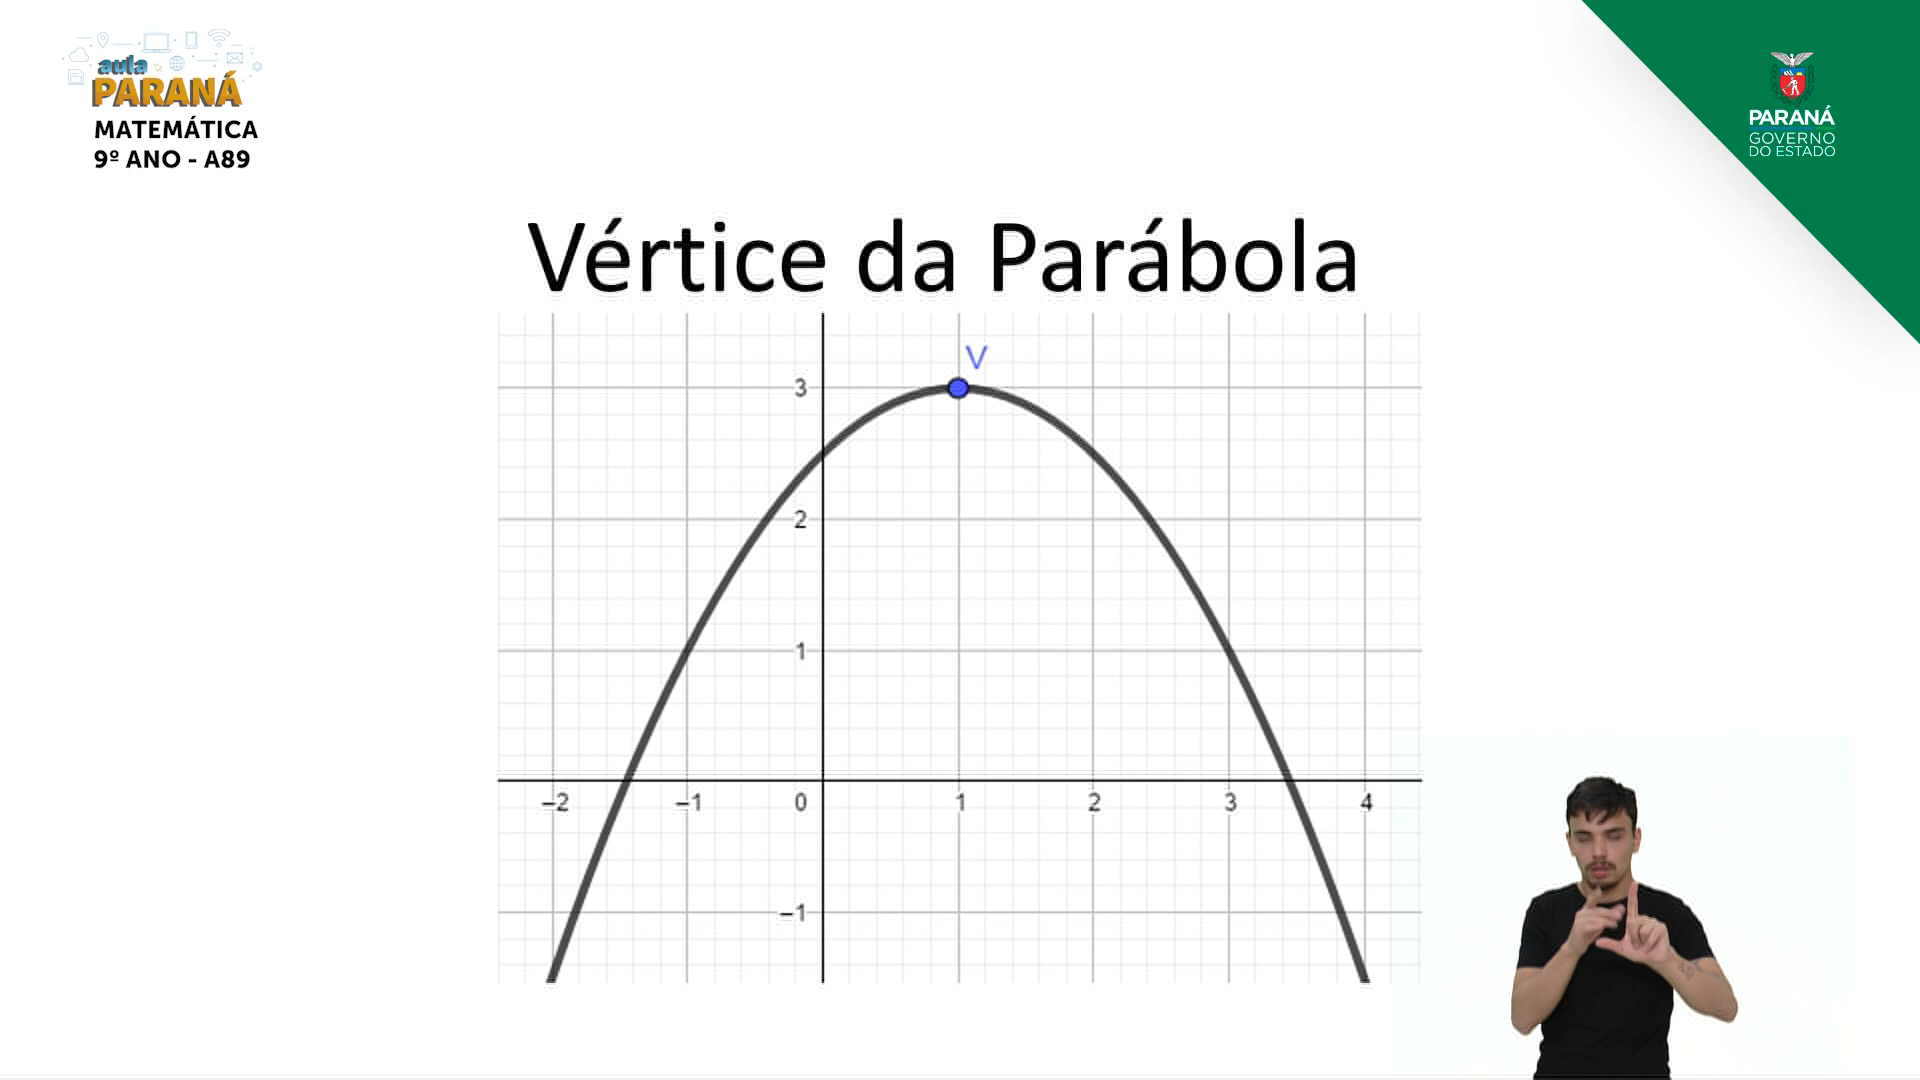 aula
PARANÁ
MATEMÁTICA
9º ANO - A89
PARANÁ
GOVERNO
DO ESTADO
Vértice da Parábola
V
3
2
1
–2 –1 0 1 2 3 4
–1